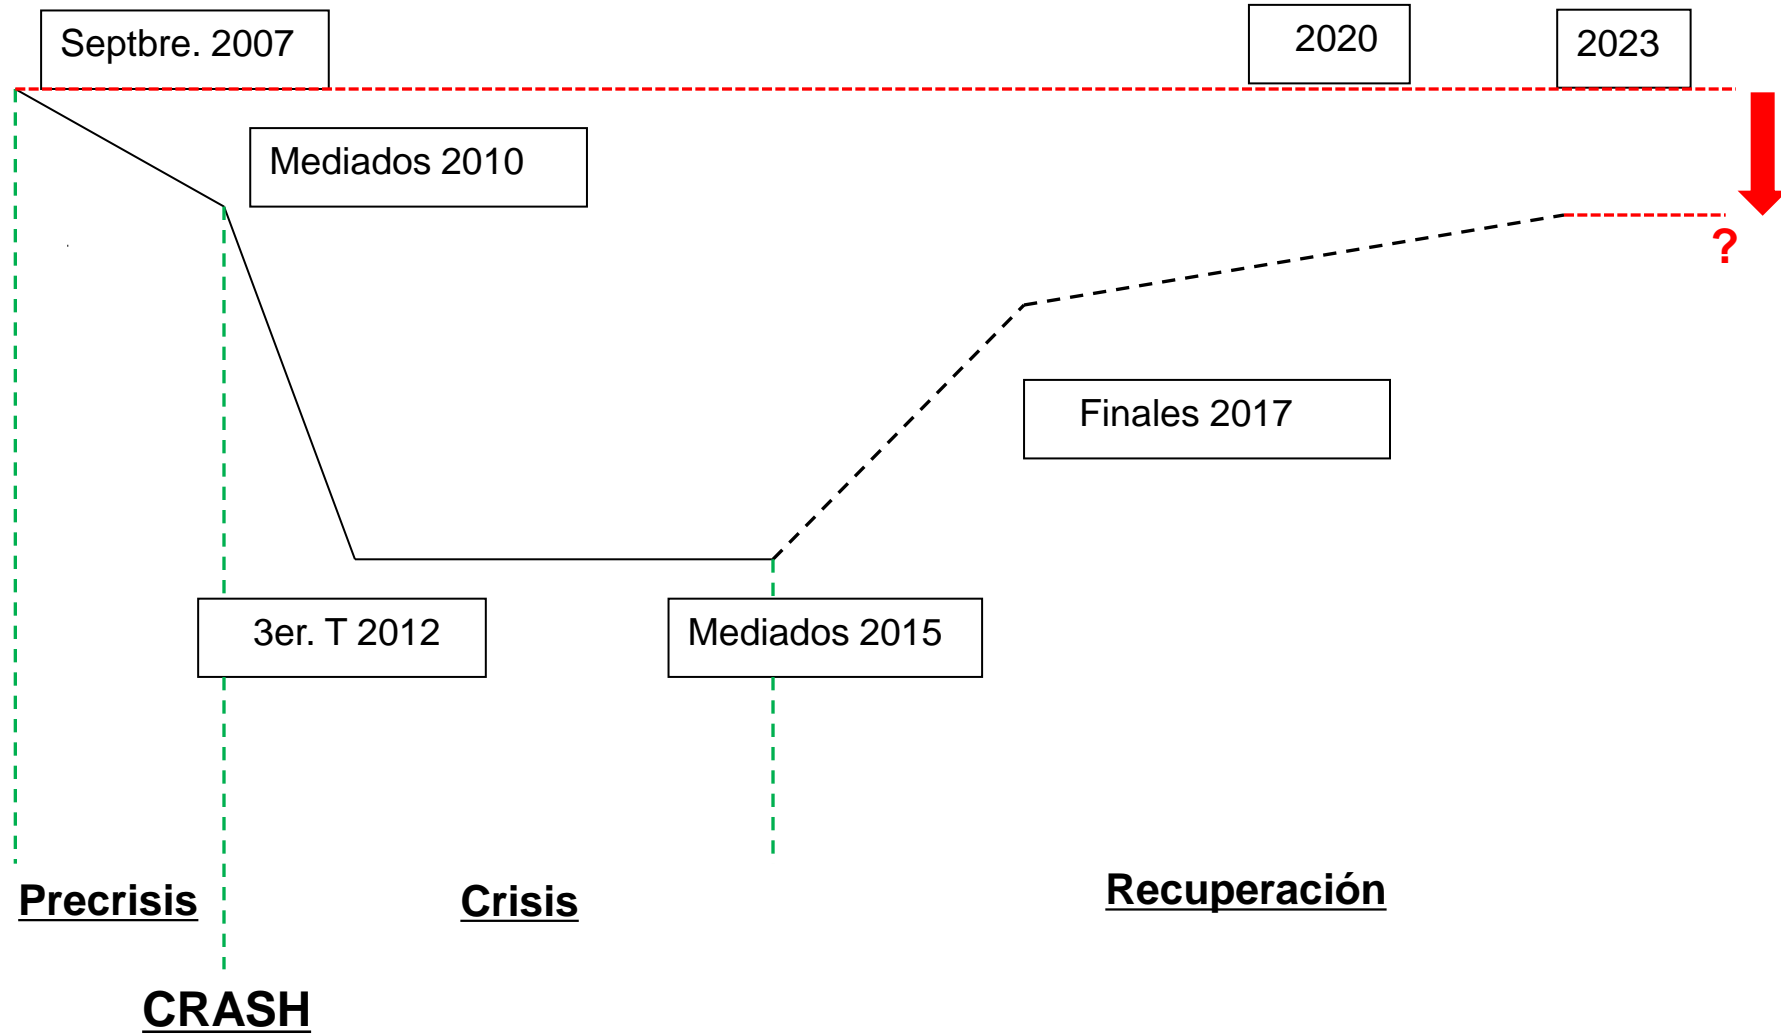 Septbre. 2007
2020
2023
Mediados 2010
?
Finales 2017
3er. T 2012
Mediados 2015
Precrisis
Crisis
Recuperación
CRASH